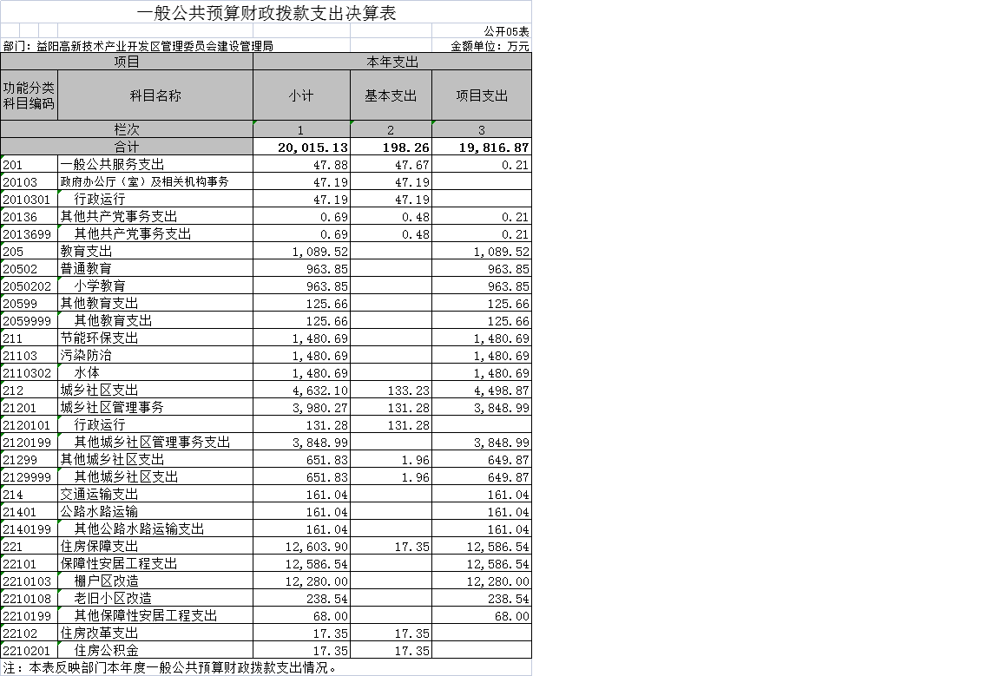 一般公共预算财政拨款支出决算表
公开05表
部门：益阳高新技术产业开发区管理委员会建设管理局 金额单位：万元
项目 本年支出
功能分类科目编码 科目名称 小计 基本支出 项目支出
栏次 1 2 3
合计 20,015.13 198.26 19,816.87
201 一般公共服务支出 47.88 47.67 0.21
20103 政府办公厅（室）及相关机构事务 47.19 47.19
2010301 行政运行 47.19 47.19
20136 其他共产党事务支出 0.69 0.48 0.21
2013699 其他共产党事务支出 0.69 0.48 0.21
205 教育支出 1,089.52 1,089.52
20502 普通教育 963.85 963.85
2050202 小学教育 963.85 963.85
20599 其他教育支出 125.66 125.66
2059999 其他教育支出 125.66 125.66
211 节能环保支出 1,480.69 1,480.69
21103 污染防治 1,480.69 1,480.69
2110302 水体 1,480.69 1,480.69
212 城乡社区支出 4,632.10 133.23 4,498.87
21201 城乡社区管理事务 3,980.27 131.28 3,848.99
2120101 行政运行 131.28 131.28
2120199 其他城乡社区管理事务支出 3,848.99 3,848.99
21299 其他城乡社区支出 651.83 1.96 649.87
2129999 其他城乡社区支出 651.83 1.96 649.87
214 交通运输支出 161.04 161.04
21401 公路水路运输 161.04 161.04
2140199 其他公路水路运输支出 161.04 161.04
221 住房保障支出 12,603.90 17.35 12,586.54
22101 保障性安居工程支出 12,586.54 12,586.54
2210103 棚户区改造 12,280.00 12,280.00
2210108 老旧小区改造 238.54 238.54
2210199 其他保障性安居工程支出 68.00 68.00
22102 住房改革支出 17.35 17.35
2210201 住房公积金 17.35 17.35
注：本表反映部门本年度一般公共预算财政拨款支出情况。